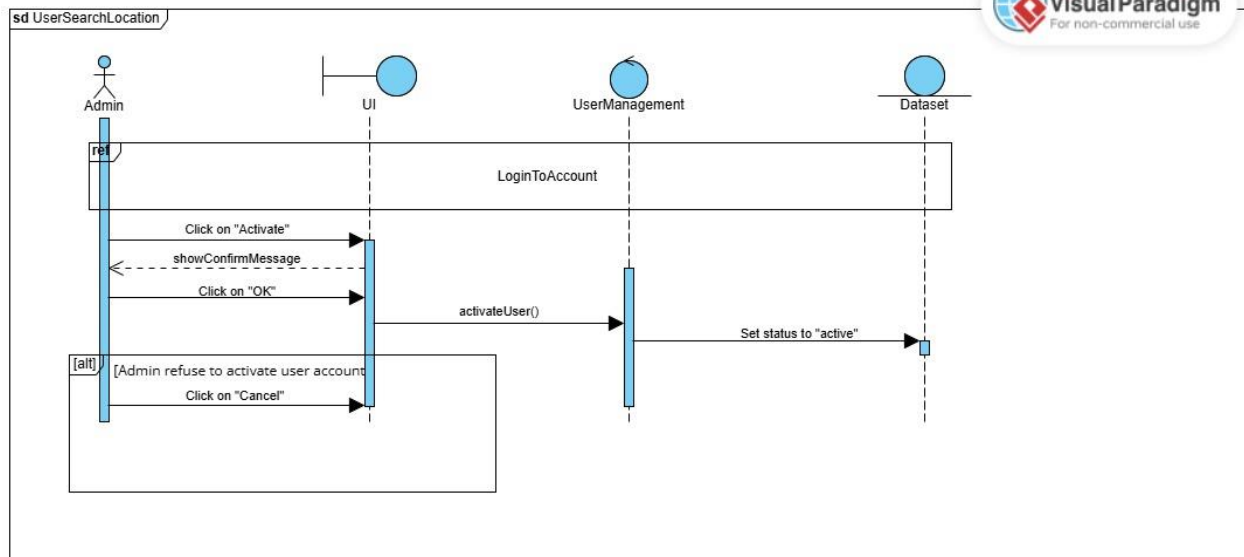 sd UserSearchLocation
Visual Paradigm
For non-commercial use
Admin
UI
UserManagement
Dataset
ref
LoginToAccount
Click on "Activate"
showConfirmMessage
Click on "OK"
activateUser()
Set status to "active"
[alt]
[Admin refuse to activate user account
Click on "Cancel"